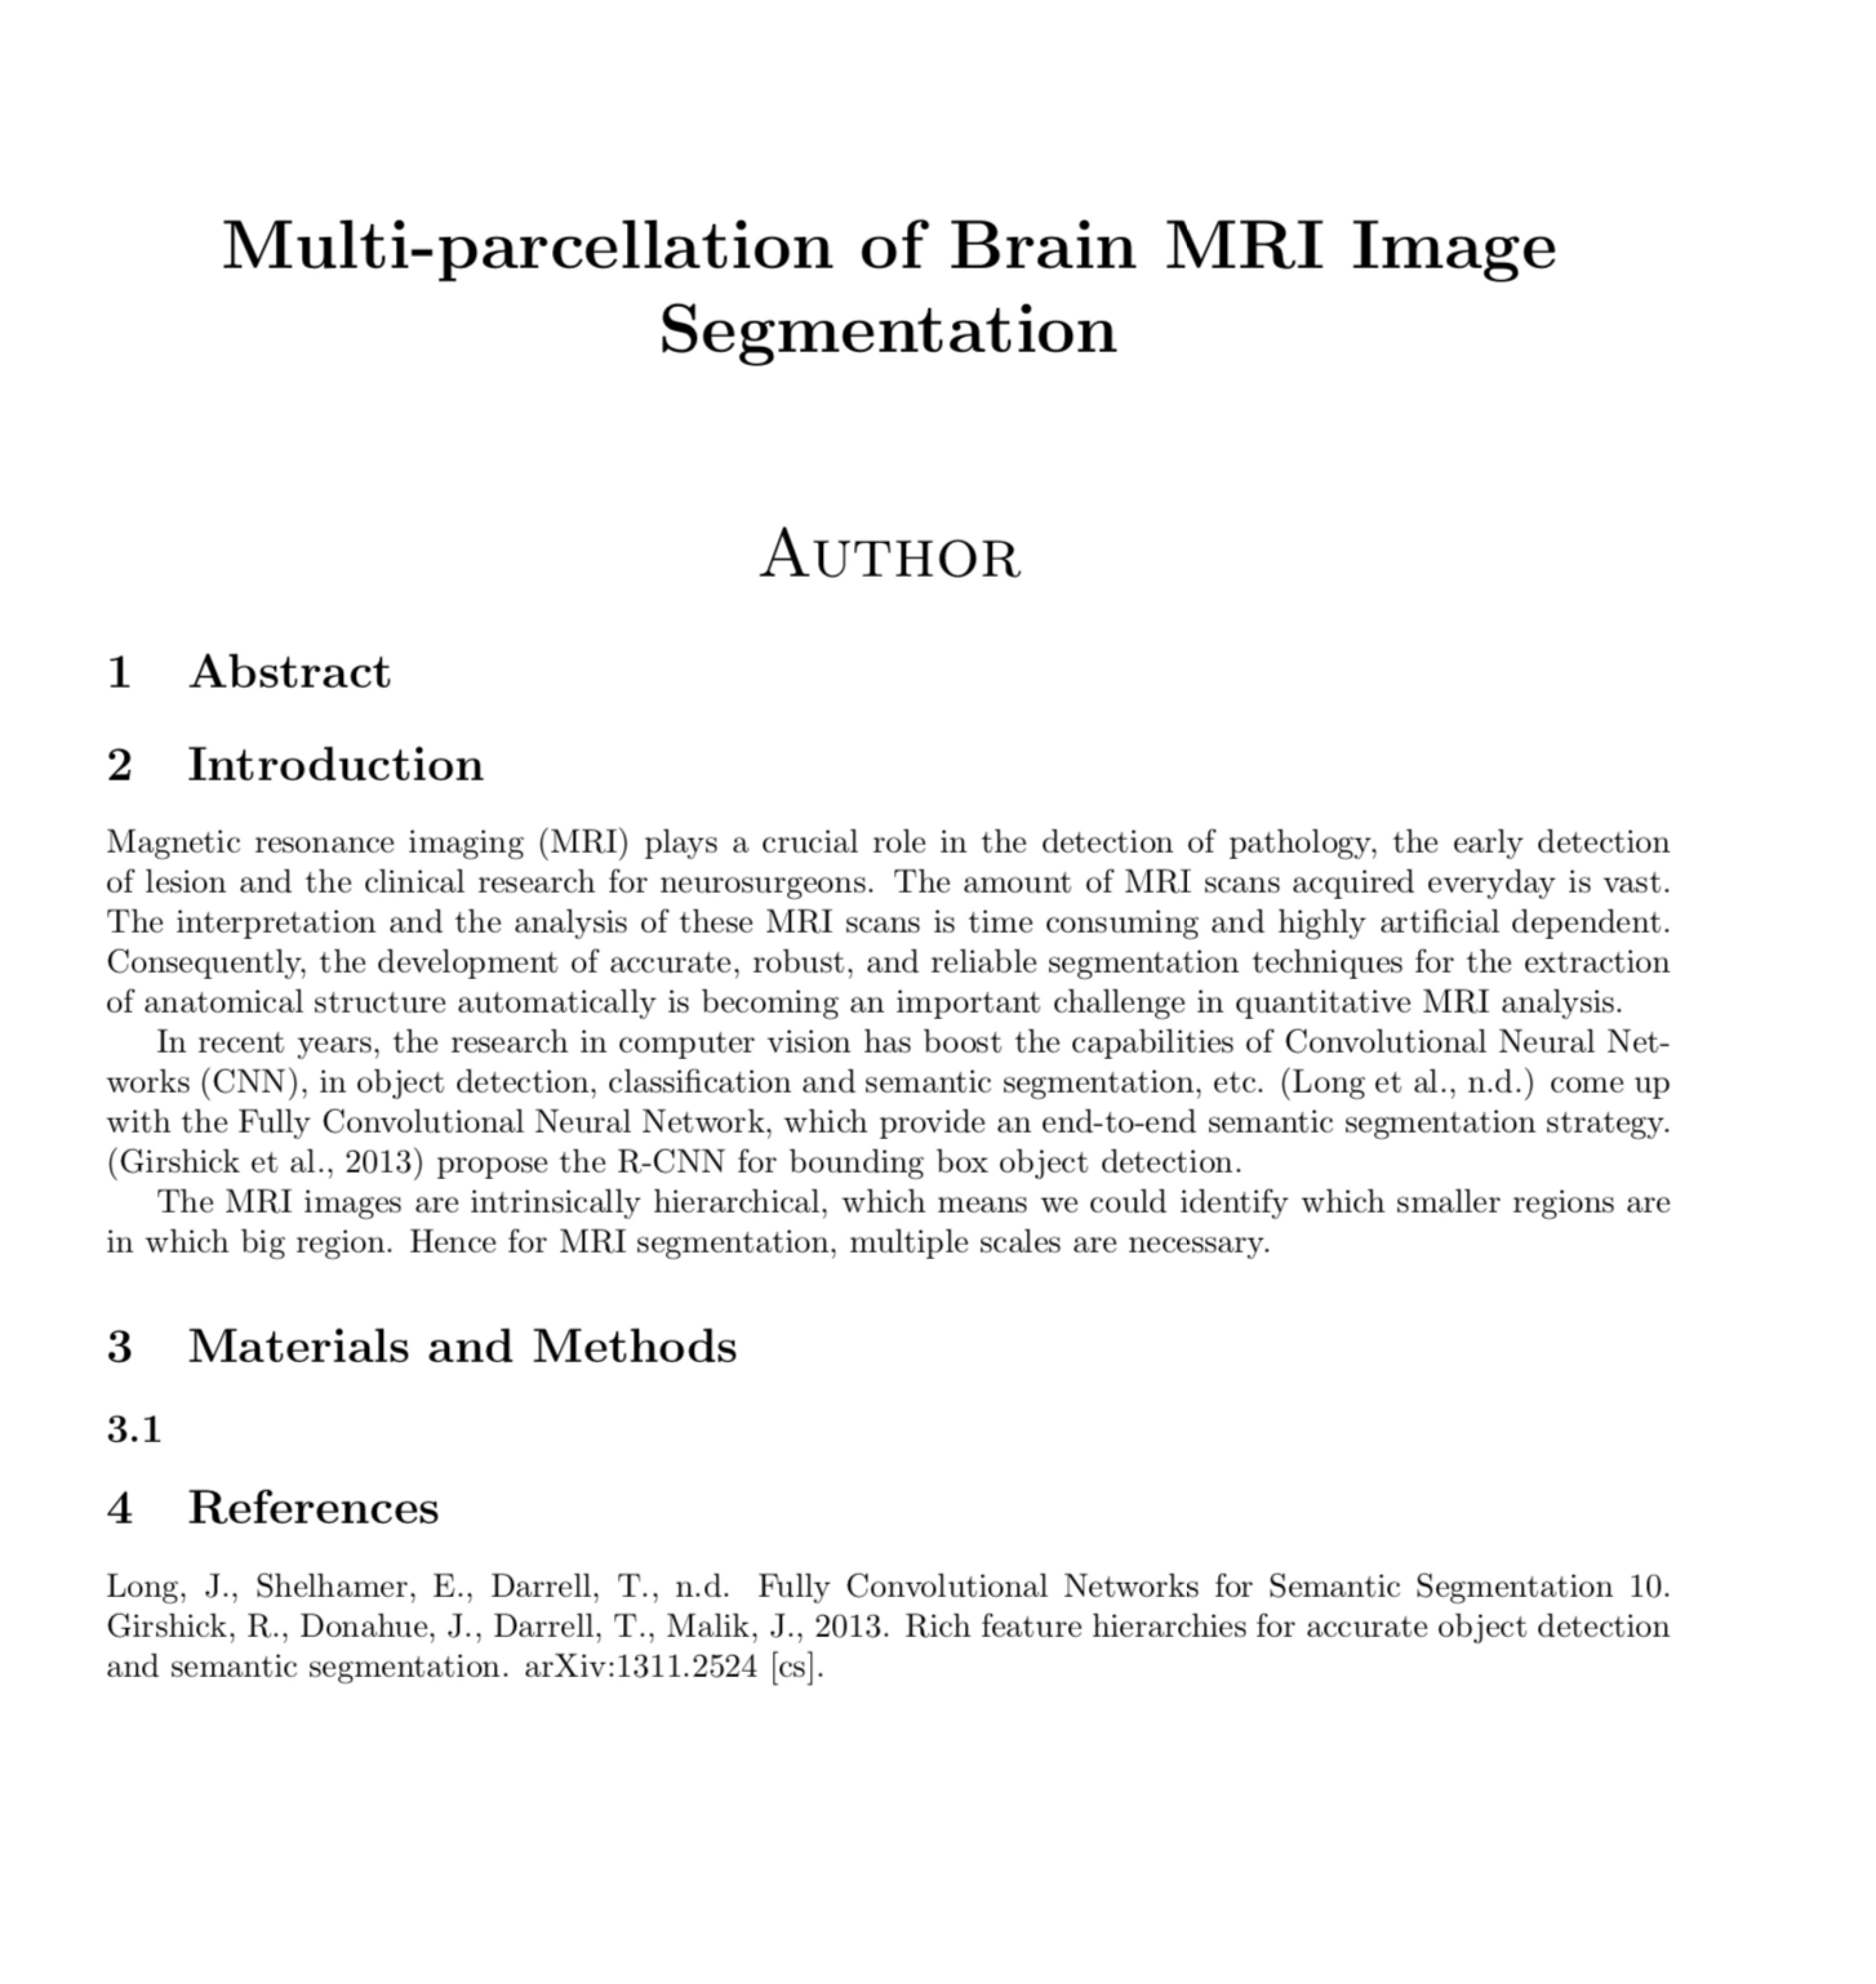 Multi-parcellation of Brain MRI Image
Segmentation
AUTHOR
1 Abstract
2 Introduction
Magnetic resonance imaging (MRI) plays a crucial role in the detection of pathology, the early detection
of lesion and the clinical research for neurosurgeons. The amount of MRI scans acquired everyday is vast.
The interpretation and the analysis of these MRI scans is time consuming and highly artificial dependent.
Consequently, the development of accurate, robust, and reliable segmentation techniques for the extraction
of anatomical structure automatically is becoming an important challenge in quantitative MRI analysis.
In recent years, the research in computer vision has boost the capabilities of Convolutional Neural Net-
works (CNN), in object detection, classification and semantic segmentation, etc. (Long et al., n.d.) come up
with the Fully Convolutional Neural Network, which provide an end-to-end semantic segmentation strategy.
(Girshick et al., 2013) propose the R-CNN for bounding box object detection.
The MRI images are intrinsically hierarchical, which means we could identify which smaller regions are
in which big region. Hence for MRI segmentation, multiple scales are necessary.
3 Materials and Methods
3.1
4 References
Long, J., Shelhamer, E., Darrell, T., n.d. Fully Convolutional Networks for Semantic Segmentation 10.
Girshick, R., Donahue, J., Darrell, T., Malik, J., 2013. Rich feature hierarchies for accurate object detection
and semantic segmentation. arXiv:1311.2524 [cs].